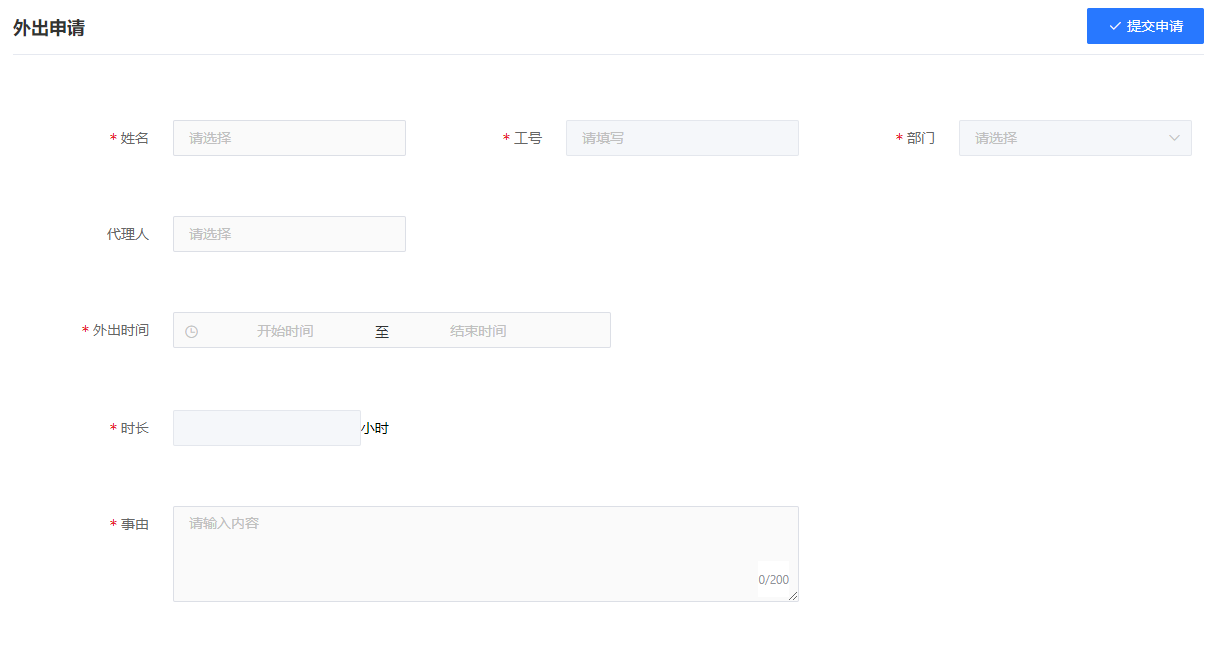 外出申请
提交申请
* 姓名 请选择 * 工号 请填写 * 部门 请选择
代理人 请选择
* 外出时间 开始时间 至 结束时间
* 时长 小时
* 事由 请输入内容
0/200